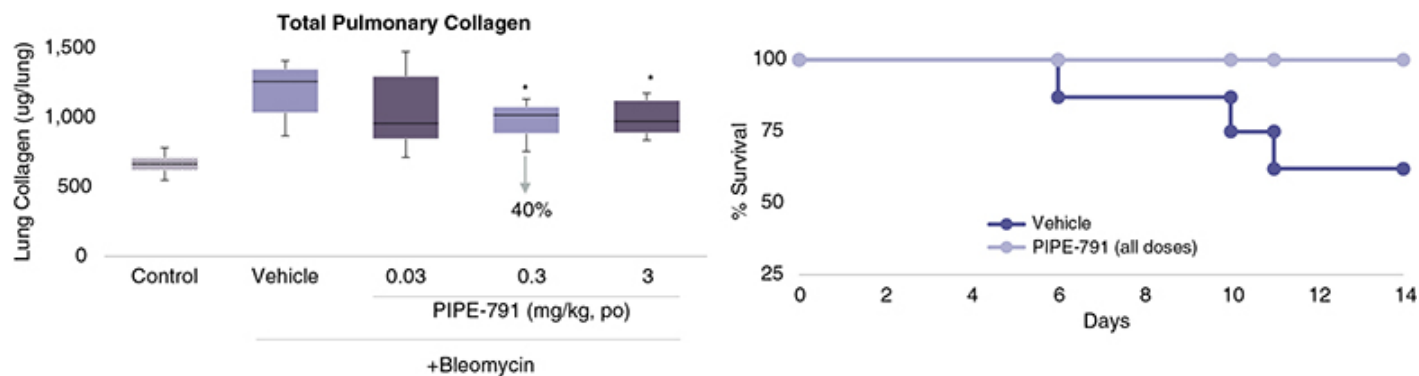 Total Pulmonary Collagen
Lung Collagen (ug/lung)
1,500
1,000
500
0
40%
Control Vehicle 0.03 0.3 3
PIPE-791 (mg/kg, po)
+Bleomycin
% Survival
100
75
50
25
Vehicle
PIPE-791 (all doses)
0 2 4 6 8 10 12 14
Days